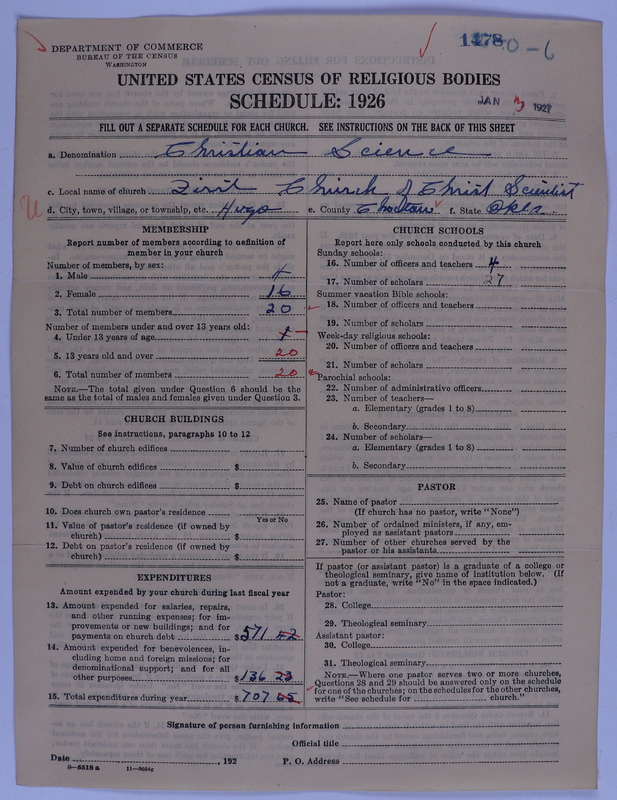 DEPARTMENT OF COMMERCE
BUREAU OF THE CENSUS
WASHINGTON
1478 0-6
UNITED STATES CENSUS OF RELIGIOUS BODIES
SCHEDULE: 1926
JAN 1927
FILL OUT A SEPARATE SCHEDULE FOR EACH CHURCH. SEE INSTRUCTIONS ON THE BACK OF THIS SHEET
a. Denomination Christian Science
c. Local name of church First Church of Christ Scientist
d. City, town, village, or township, etc. Hugo e. County Choctaw f. State Okla.
MEMBERSHIP
Report number of members according to definition of
member in your church
Number of members, by sex:
1. Male 4
2. Female 16
3. Total number of members 20
Number of members under and over 13 years old:
4. Under 13 years of age
5. 13 years old and over 20
6. Total number of members 20
NOTE.—The total given under Question 6 should be
same as the total of males and females given under Question 3.
CHURCH BUILDINGS
See instructions, paragraphs 10 to 12
7. Number of church edifices
8. Value of church edifices $
9. Debt on church edifices $
10. Does church own pastor's residence
Yes or No
11. Value of pastor's residence (if owned by
church) $
12. Debt on pastor's residence (if owned by
church) $
EXPENDITURES
Amount expended by your church during last fiscal year
13. Amount expended for salaries, repairs,
and other running expenses; for im-
provements or new buildings; and for
payments on church debt $571 42
14. Amount expended for benevolences, in-
cluding home and foreign missions; for
denominational support; and for all
other purposes $136 23
15. Total expenditures during year $707 65
CHURCH SCHOOLS
Report here only schools conducted by this church
Sunday schools:
16. Number of officers and teachers 4
17. Number of scholars 27
Summer vacation Bible schools:
18. Number of officers and teachers
19. Number of scholars
Week-day religious schools:
20. Number of officers and teachers
21. Number of scholars
Parochial schools:
22. Number of administrative officers
23. Number of teachers—
a. Elementary (grades 1 to 8)
b. Secondary
24. Number of scholars—
a. Elementary (grades 1 to 8)
b. Secondary
PASTOR
25. Name of pastor
(If church has no pastor, write "None")
26. Number of ordained ministers, if any, em-
ployed as assistant pastors
27. Number of other churches served by the
pastor or his assistants
If pastor (or assistant pastor) is a graduate of a college or
theological seminary, give name of institution below. (If
not a graduate, write "No" in the space indicated.)
Pastor:
28. College
29. Theological seminary
Assistant pastor:
30. College
31. Theological seminary
NOTE.—Where one pastor serves two or more churches,
Questions 28 and 29 should be answered only on the schedule
for one of the churches; on the schedules for the other churches,
write "See schedule for church."
Signature of person furnishing information
Official title
Date , 192 P. O. Address
8—5518 a 11—9054